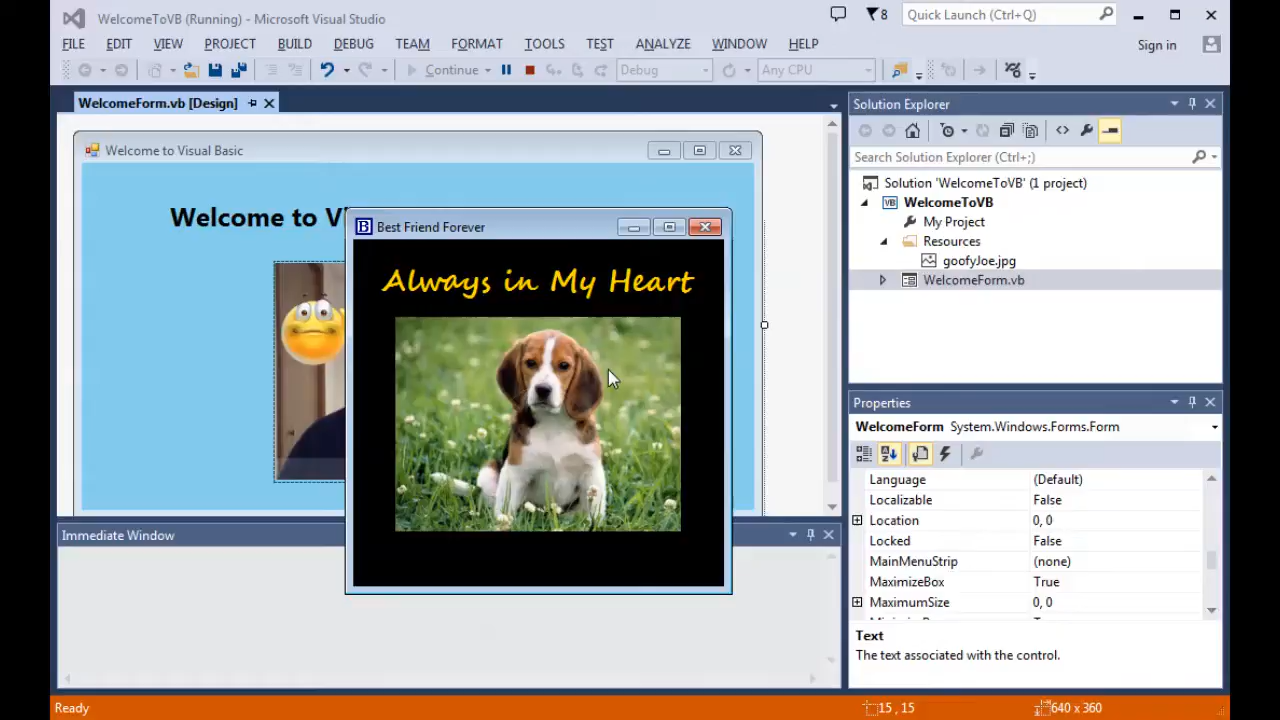 WelcomeToVB (Running) - Microsoft Visual Studio
8
Quick Launch (Ctrl+Q)
FILE EDIT VIEW PROJECT BUILD DEBUG TEAM FORMAT TOOLS TEST ANALYZE WINDOW HELP
Sign in
Continue
Debug
Any CPU
WelcomeForm.vb [Design]
Welcome to Visual Basic
Welcome to
Best Friend Forever
Always in My Heart
Immediate Window
Solution Explorer
Search Solution Explorer (Ctrl+;)
Solution 'WelcomeToVB' (1 project)
VB WelcomeToVB
My Project
Resources
goofyJoe.jpg
WelcomeForm.vb
Properties
WelcomeForm System.Windows.Forms.Form
Language (Default)
Localizable False
Location 0, 0
Locked False
MainMenuStrip (none)
MaximizeBox True
MaximumSize 0, 0
Text
The text associated with the control.
Ready
15 , 15
640 x 360